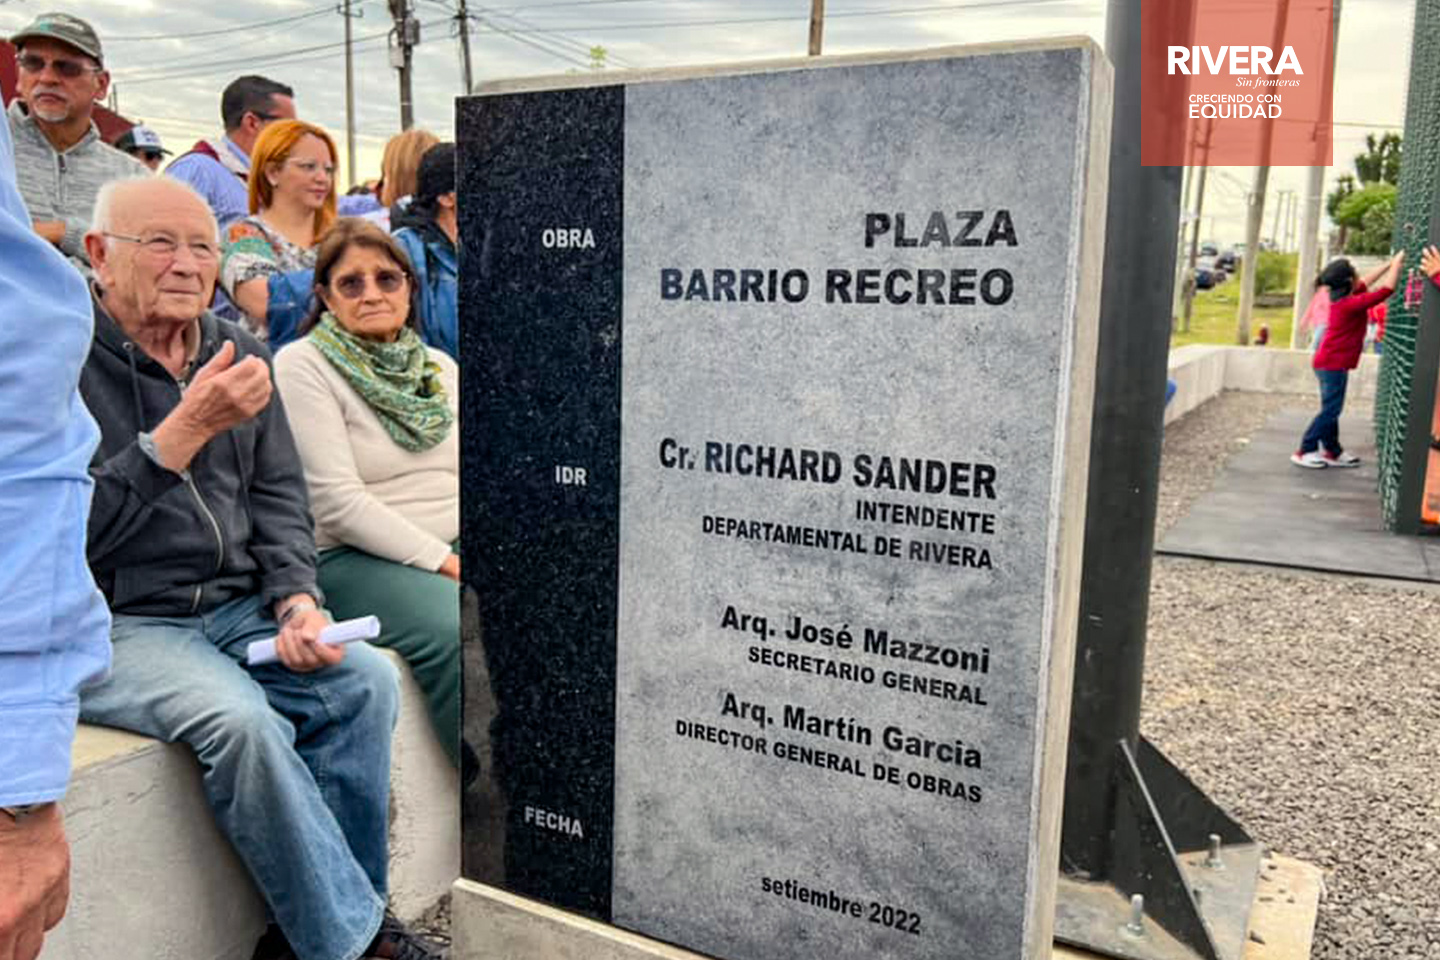 RIVERA
Sin fronteras
CRECIENDO CON
EQUIDAD
OBRA
PLAZA
BARRIO RECREO
IDR
Cr. RICHARD SANDER
INTENDENTE
DEPARTAMENTAL DE RIVERA
Arq. José Mazzoni
SECRETARIO GENERAL
Arq. Martín Garcia
DIRECTOR GENERAL DE OBRAS
FECHA
setiembre 2022